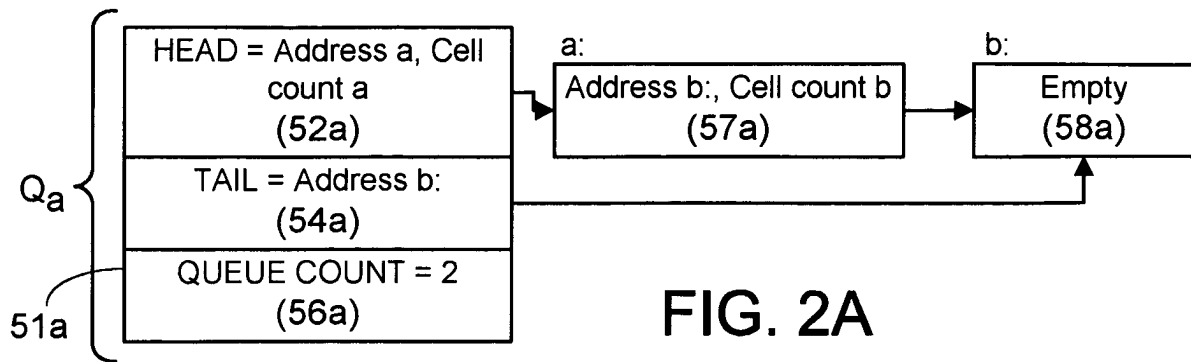 HEAD = Address a, Cell
count a
(52a)
a:
Address b:, Cell count b
(57a)
b:
Empty
(58a)
Qa
TAIL = Address b:
(54a)
QUEUE COUNT = 2
(56a)
51a
FIG. 2A